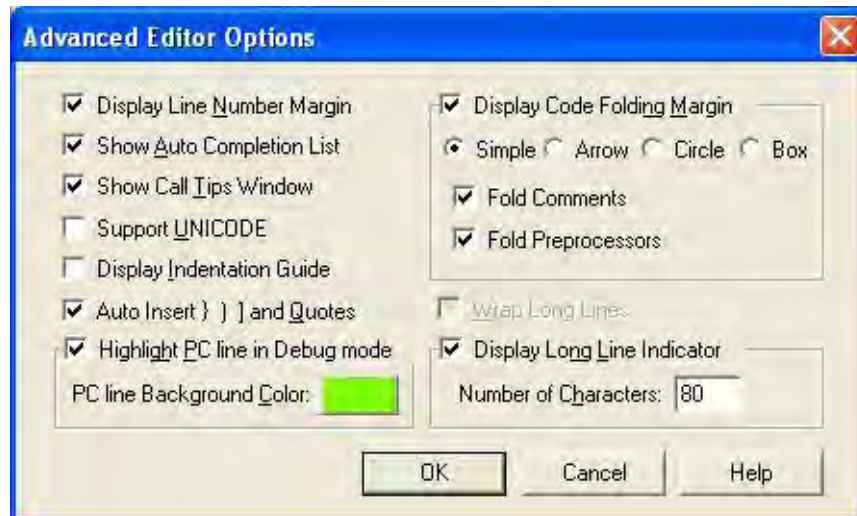 Advanced Editor Options
Display Line Number Margin
Show Auto Completion List
Show Call Tips Window
Support UNICODE
Display Indentation Guide
Auto Insert } ) ] and Quotes
Highlight PC line in Debug mode
PC line Background Color:
Display Code Folding Margin
Simple Arrow Circle Box
Fold Comments
Fold Preprocessors
Wrap Long Lines
Display Long Line Indicator
Number of Characters: 80
OK Cancel Help